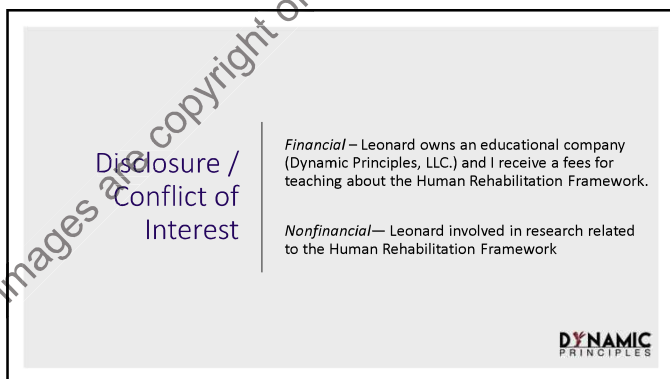 Images are copyright of
Disclosure /
Conflict of
Interest
Financial – Leonard owns an educational company
(Dynamic Principles, LLC.) and I receive a fees for
teaching about the Human Rehabilitation Framework.
Nonfinancial— Leonard involved in research related
to the Human Rehabilitation Framework
DYNAMIC
PRINCIPLES